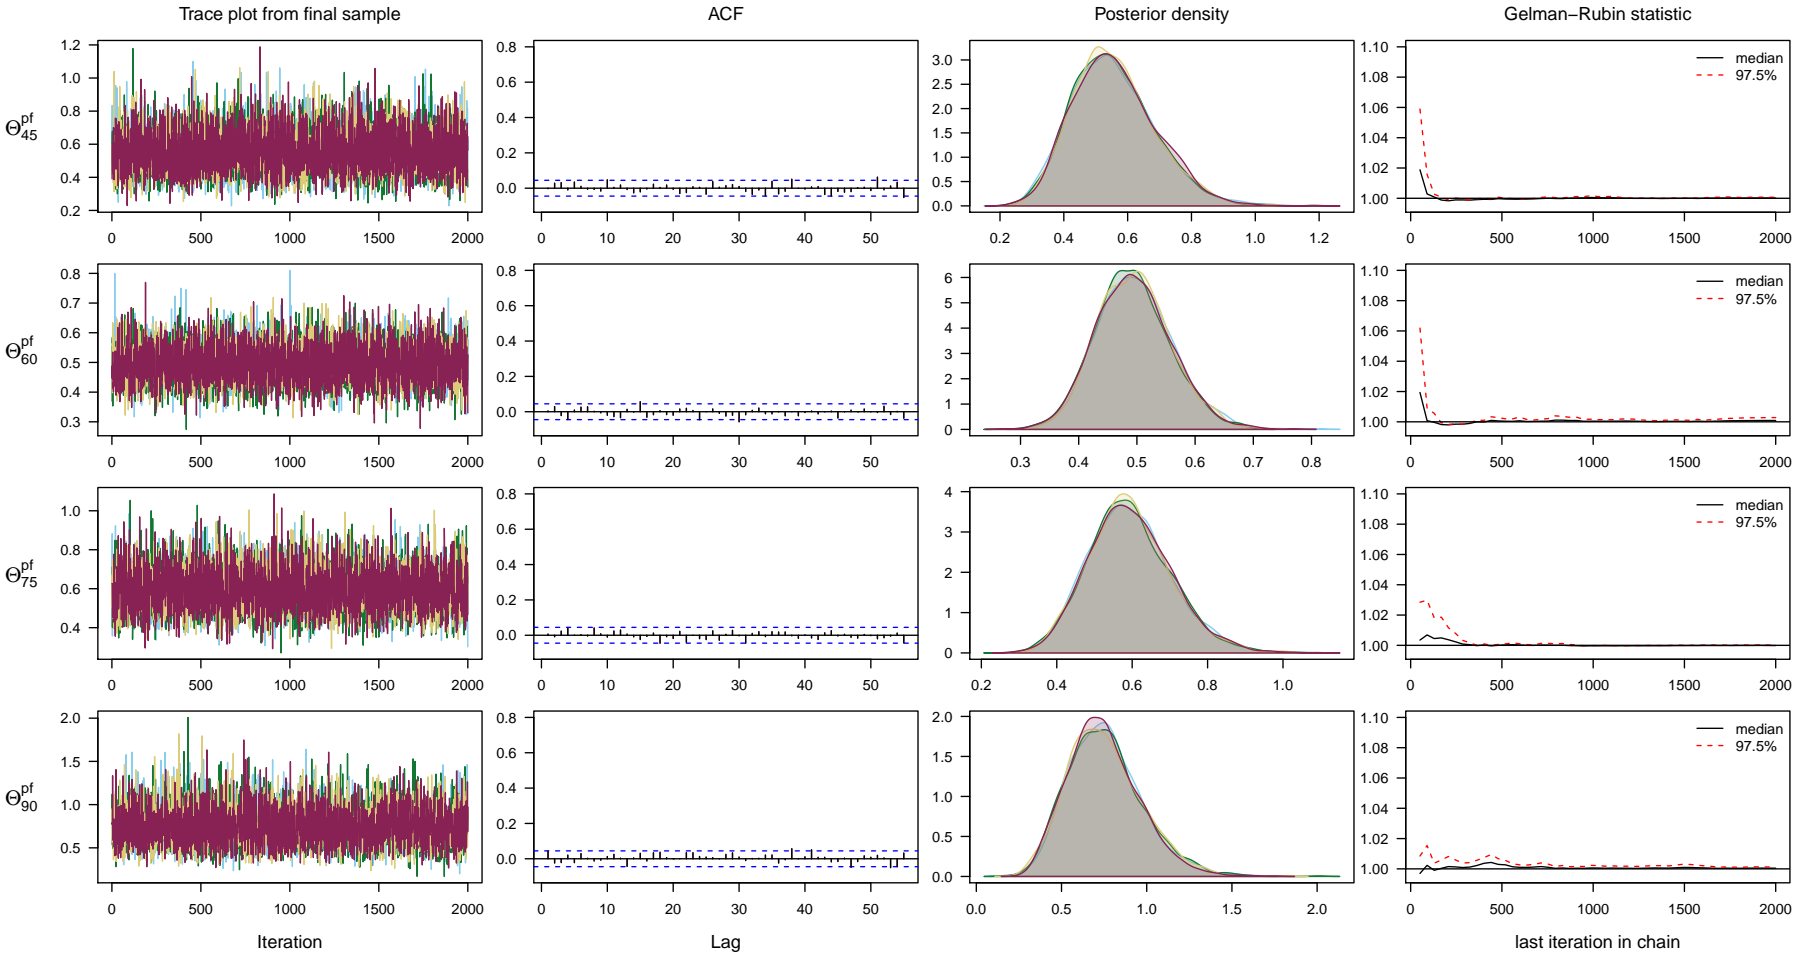 Trace plot from final sample ACF Posterior density Gelman−Rubin statistic
Θ45pf
1.2 1.0 0.8 0.6 0.4 0.2
0 500 1000 1500 2000
0.8 0.6 0.4 0.2 0.0
0 10 20 30 40 50
3.0 2.5 2.0 1.5 1.0 0.5 0.0
0.2 0.4 0.6 0.8 1.0 1.2
1.10 1.08 1.06 1.04 1.02 1.00
0 500 1000 1500 2000
median
97.5%
Θ60pf
0.8 0.7 0.6 0.5 0.4 0.3
0 500 1000 1500 2000
0.8 0.6 0.4 0.2 0.0
0 10 20 30 40 50
6 5 4 3 2 1 0
0.3 0.4 0.5 0.6 0.7 0.8
1.10 1.08 1.06 1.04 1.02 1.00
0 500 1000 1500 2000
median
97.5%
Θ75pf
1.0 0.8 0.6 0.4
0 500 1000 1500 2000
0.8 0.6 0.4 0.2 0.0
0 10 20 30 40 50
4 3 2 1 0
0.2 0.4 0.6 0.8 1.0
1.10 1.08 1.06 1.04 1.02 1.00
0 500 1000 1500 2000
median
97.5%
Θ90pf
2.0 1.5 1.0 0.5
0 500 1000 1500 2000
0.8 0.6 0.4 0.2 0.0
0 10 20 30 40 50
2.0 1.5 1.0 0.5 0.0
0.0 0.5 1.0 1.5 2.0
1.10 1.08 1.06 1.04 1.02 1.00
0 500 1000 1500 2000
median
97.5%
Iteration Lag last iteration in chain